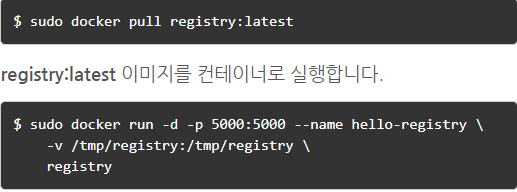 $ sudo docker pull registry:latest
registry:latest 이미지를 컨테이너로 실행합니다.
$ sudo docker run -d -p 5000:5000 --name hello-registry \
-v /tmp/registry:/tmp/registry \
registry